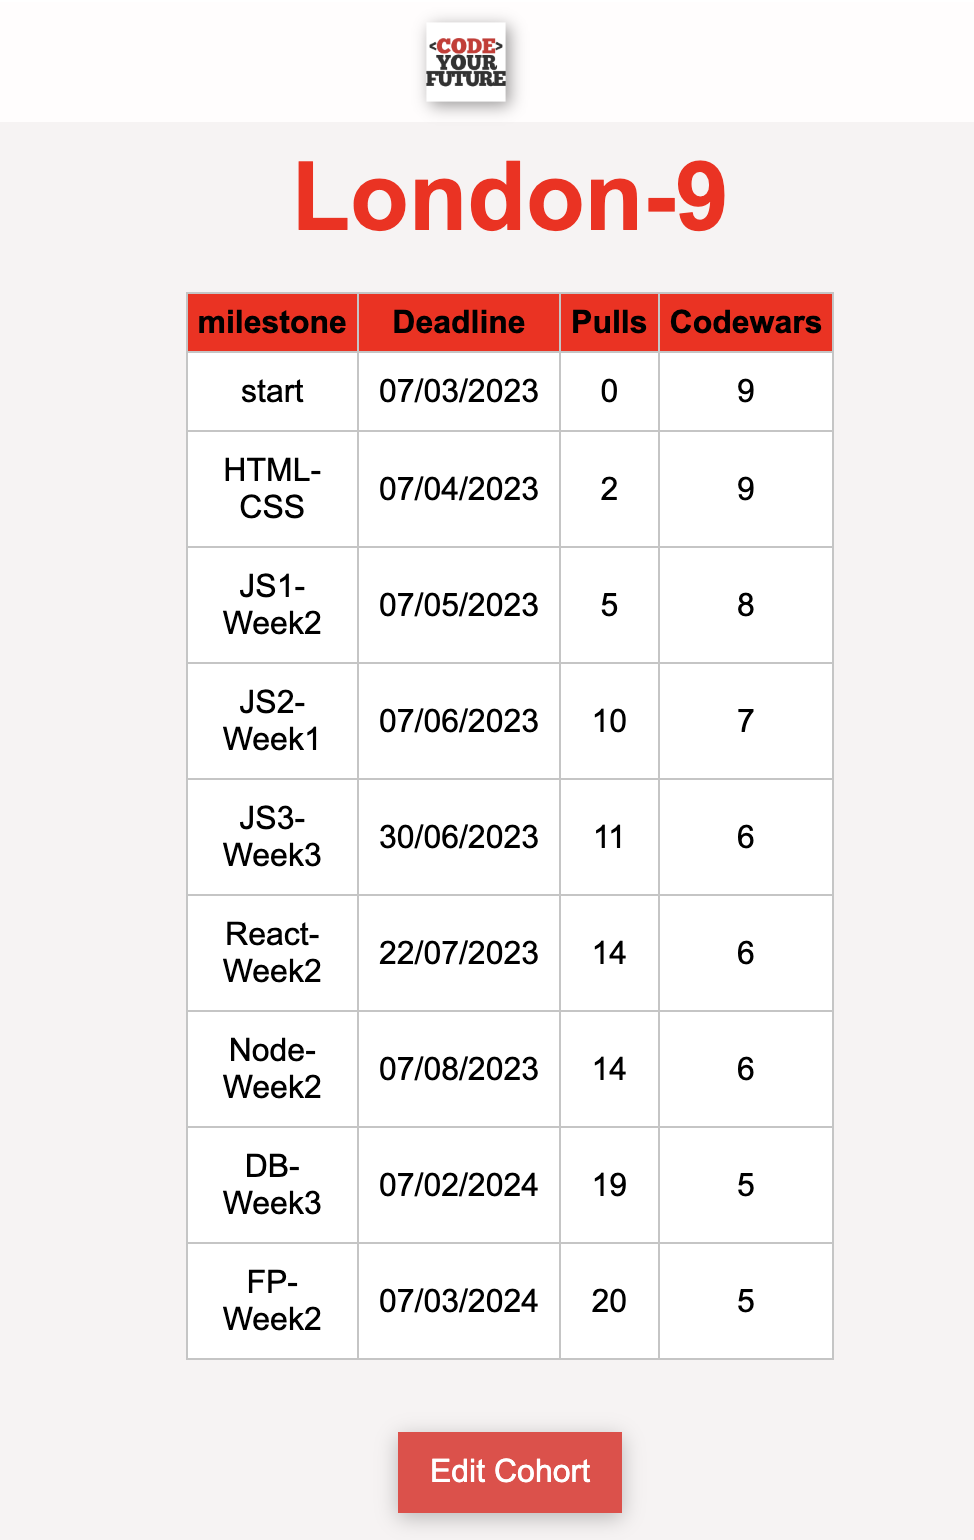 <CODE>
YOUR
FUTURE
London-9
milestone Deadline Pulls Codewars
start 07/03/2023 0 9
HTML-
CSS 07/04/2023 2 9
JS1-
Week2 07/05/2023 5 8
JS2-
Week1 07/06/2023 10 7
JS3-
Week3 30/06/2023 11 6
React-
Week2 22/07/2023 14 6
Node-
Week2 07/08/2023 14 6
DB-
Week3 07/02/2024 19 5
FP-
Week2 07/03/2024 20 5
Edit Cohort